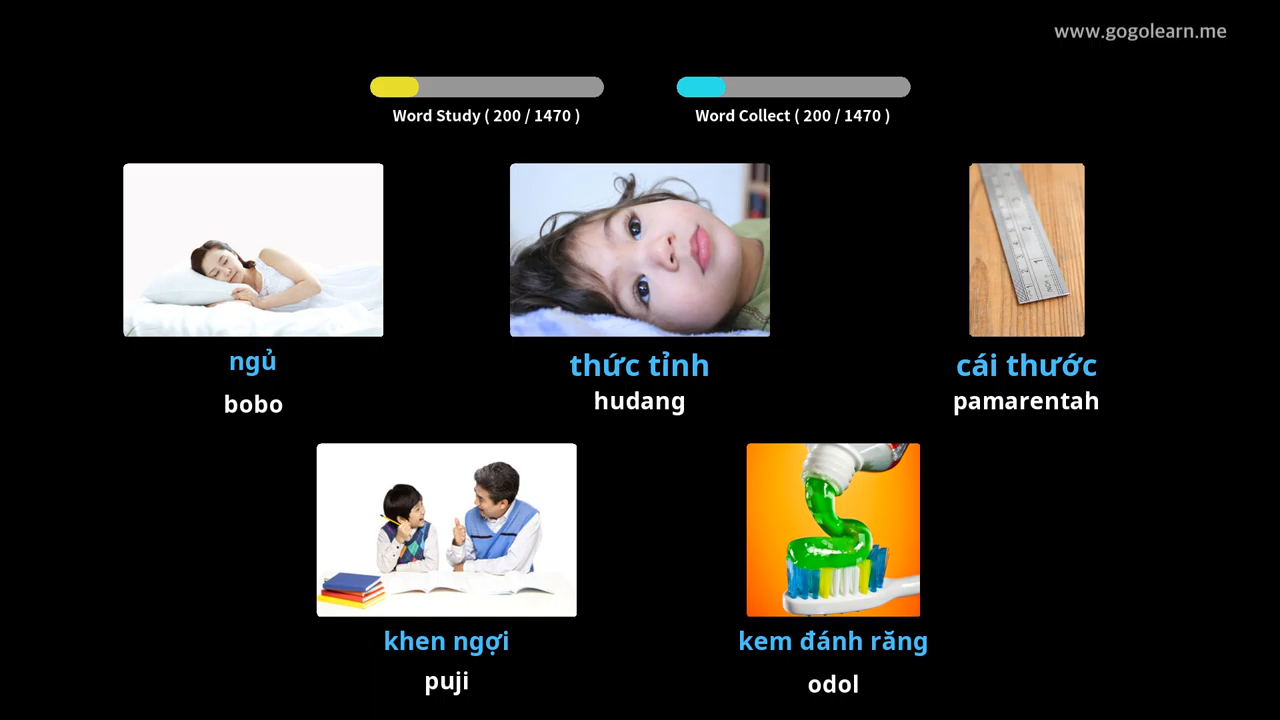 www.gogolearn.me
Word Study ( 200 / 1470 )
Word Collect ( 200 / 1470 )
ngủ
bobo
thức tỉnh
hudang
cái thước
pamarentah
khen ngợi
puji
kem đánh răng
odol